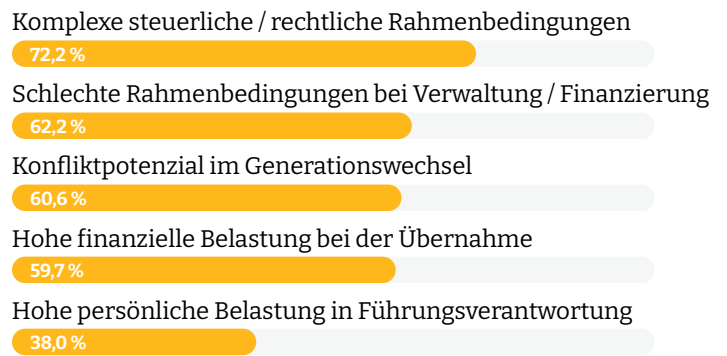 Komplexe steuerliche / rechtliche Rahmenbedingungen
72,2 %
Schlechte Rahmenbedingungen bei Verwaltung / Finanzierung
62,2 %
Konfliktpotenzial im Generationswechsel
60,6 %
Hohe finanzielle Belastung bei der Übernahme
59,7 %
Hohe persönliche Belastung in Führungsverantwortung
38,0 %